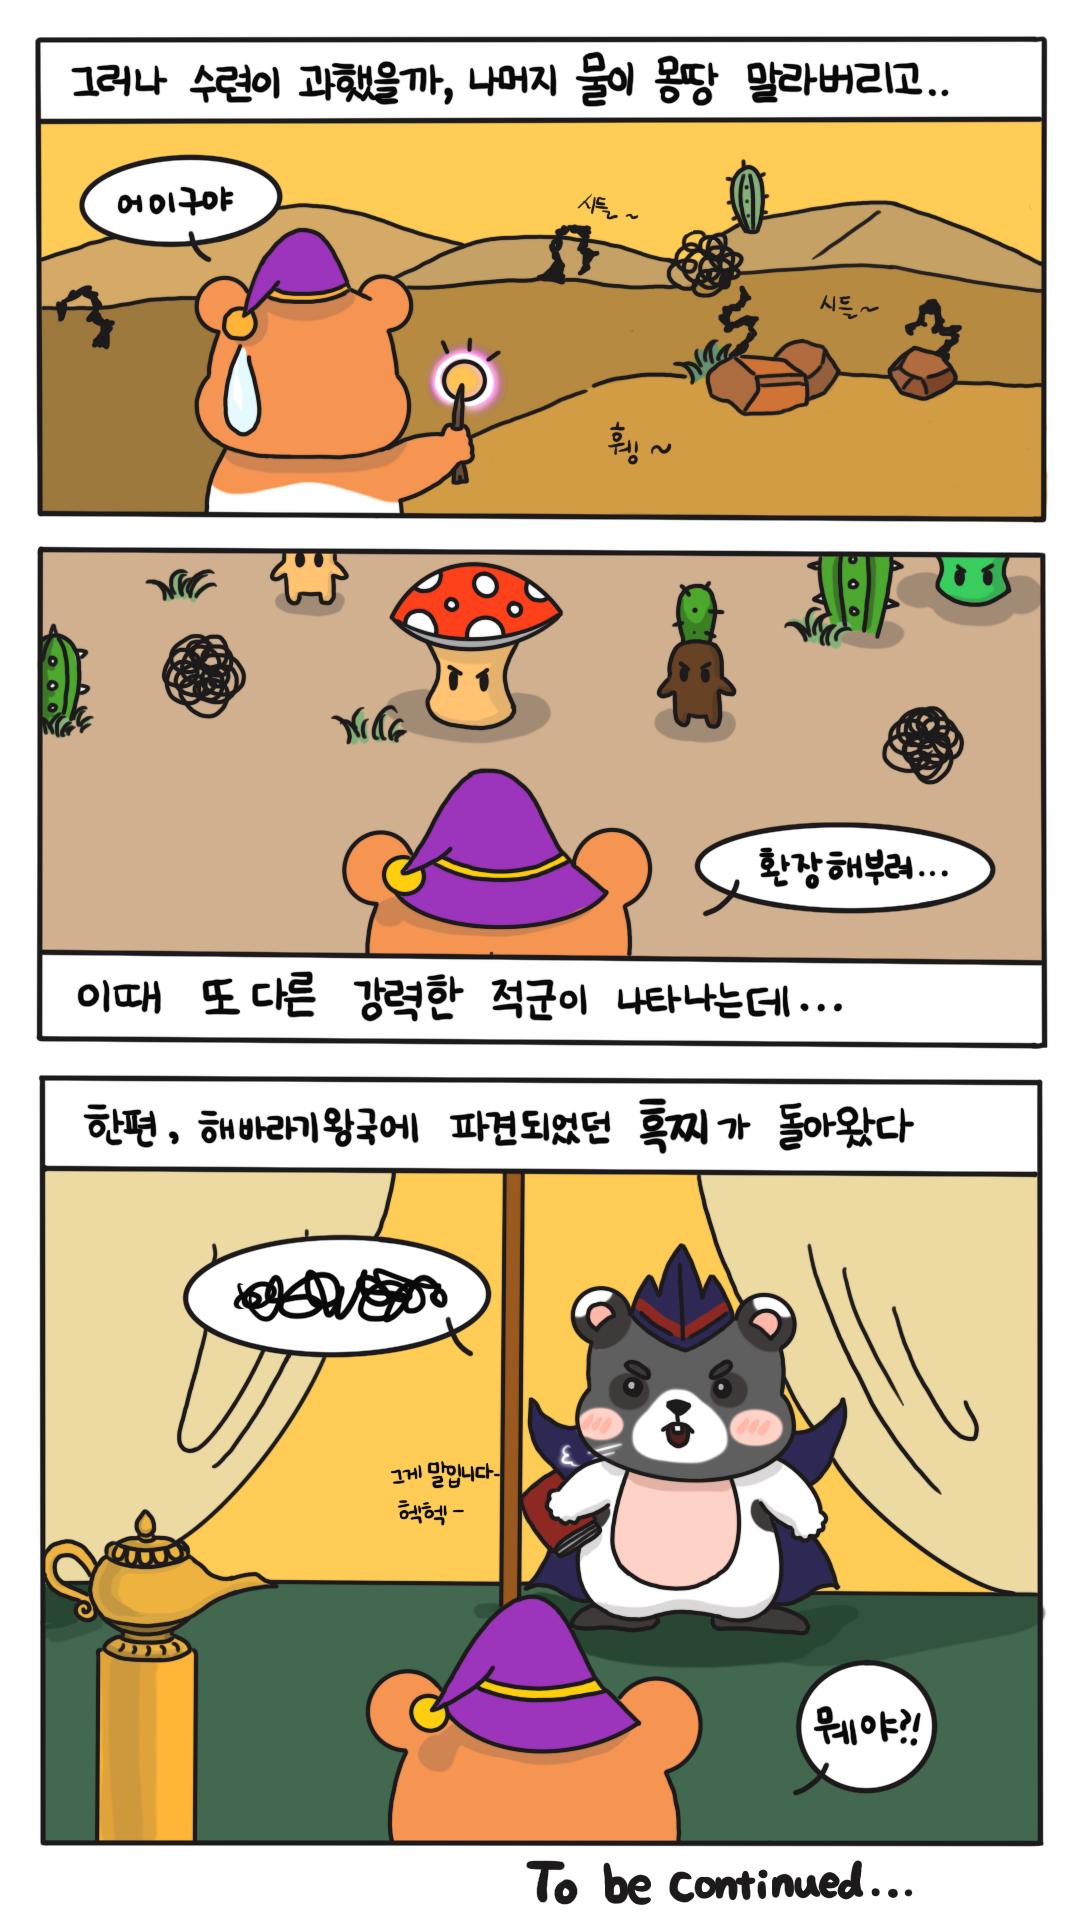 그러나 수련이 과했을까, 나머지 물이 몽땅 말라버리고..
어이구야
시들~
시들~
휑~
환장해부려...
이때 또 다른 강력한 적군이 나타나는데...
한편, 해바라기왕국에 파견되었던 흑찌가 돌아왔다
그게 말입니다-
헥헥-
뭬야?!
To be continued...